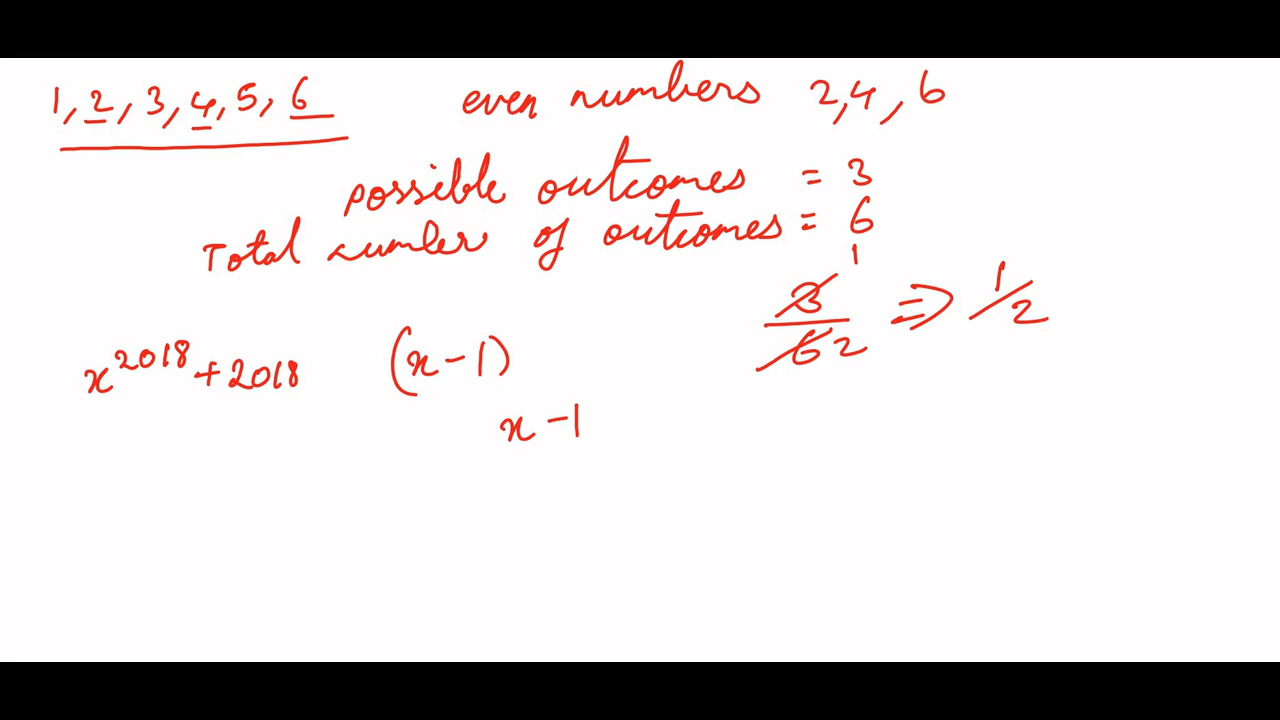 1, 2, 3, 4, 5, 6 even numbers 2,4, 6
possible outcomes = 3
Total number of outcomes = 6
3/6 1 2 => 1/2
x^2018 + 2018 (x-1)
x-1